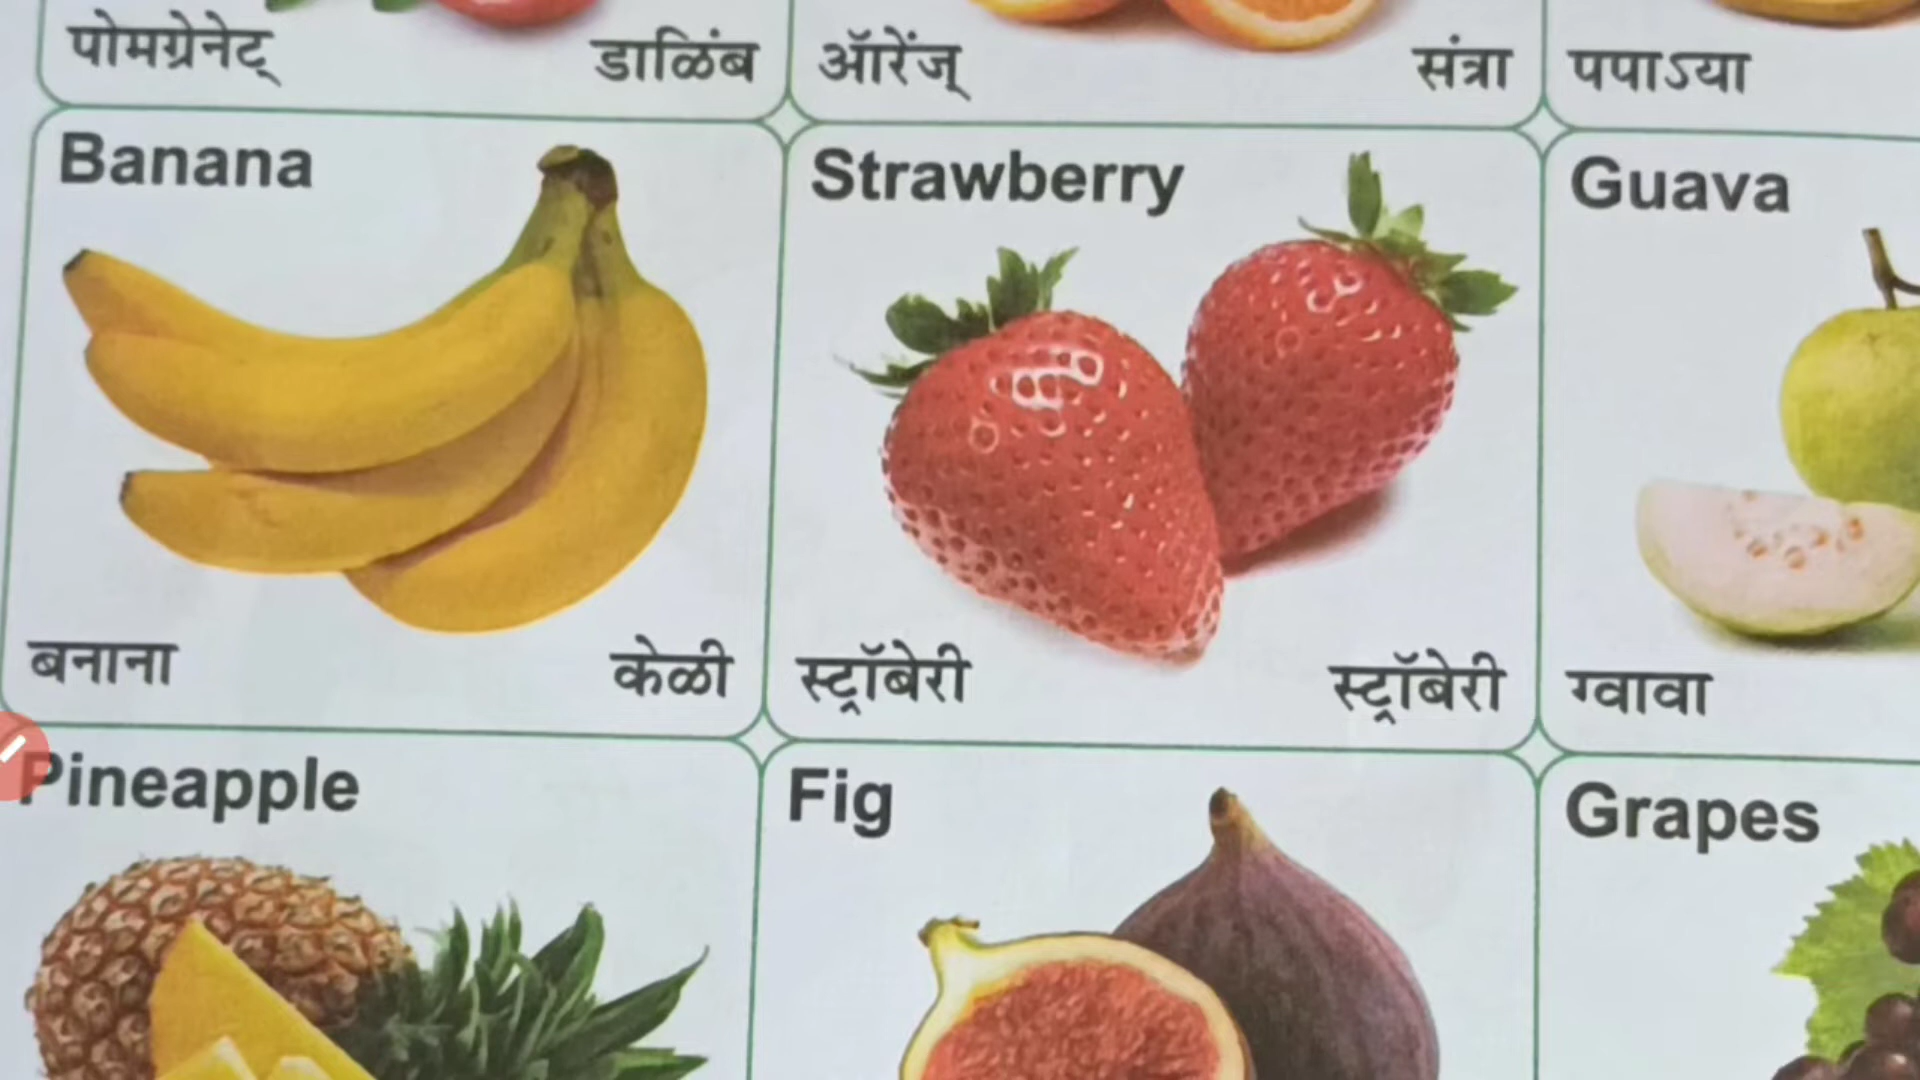 पोमग्रेनेट् डाळिंब
ऑरेंज् संत्रा
पपाऽया
Banana
Strawberry
Guava
बनाना केळी
स्ट्रॉबेरी स्ट्रॉबेरी
ग्वावा
Pineapple
Fig
Grapes